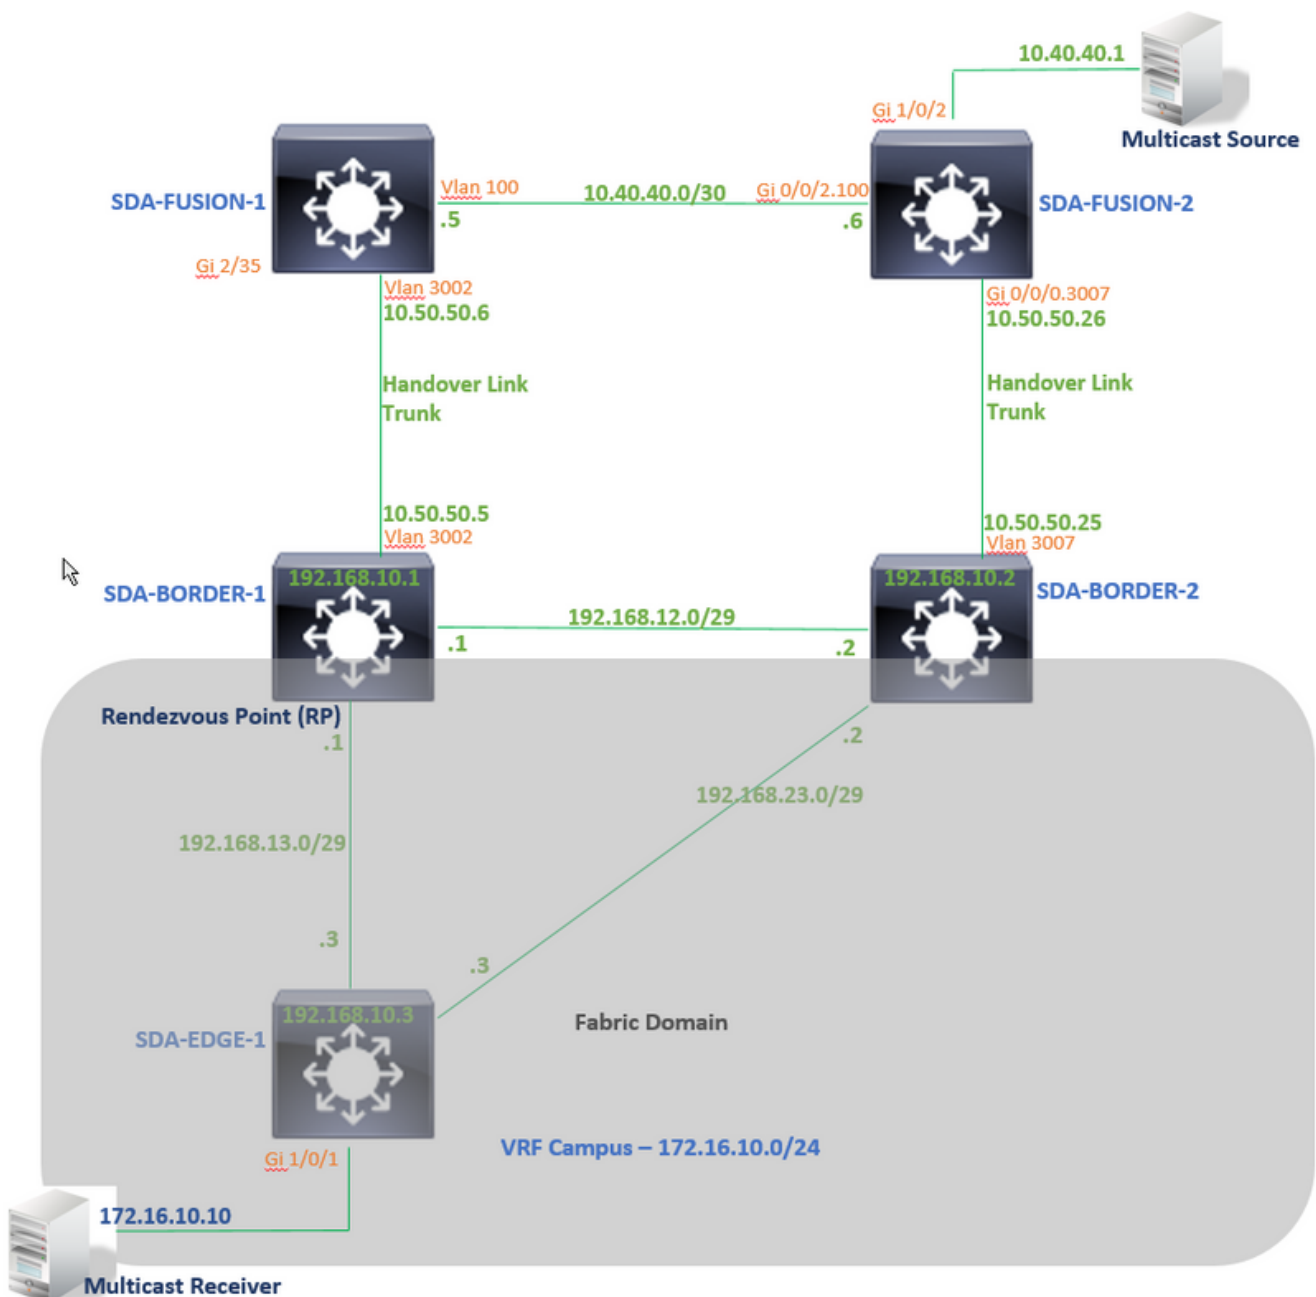 10.40.40.1
Gi 1/0/2
Multicast Source
SDA-FUSION-1
Vlan 100
10.40.40.0/30
Gi 0/0/2.100
SDA-FUSION-2
.5
.6
Gi 2/35
Vlan 3002
10.50.50.6
Gi 0/0/0.3007
10.50.50.26
Handover Link
Trunk
Handover Link
Trunk
10.50.50.5
Vlan 3002
10.50.50.25
Vlan 3007
SDA-BORDER-1
192.168.10.1
192.168.10.2
SDA-BORDER-2
192.168.12.0/29
.1
.2
Rendezvous Point (RP)
.1
.2
192.168.23.0/29
192.168.13.0/29
.3
.3
192.168.10.3
SDA-EDGE-1
Fabric Domain
VRF Campus – 172.16.10.0/24
Gi 1/0/1
172.16.10.10
Multicast Receiver